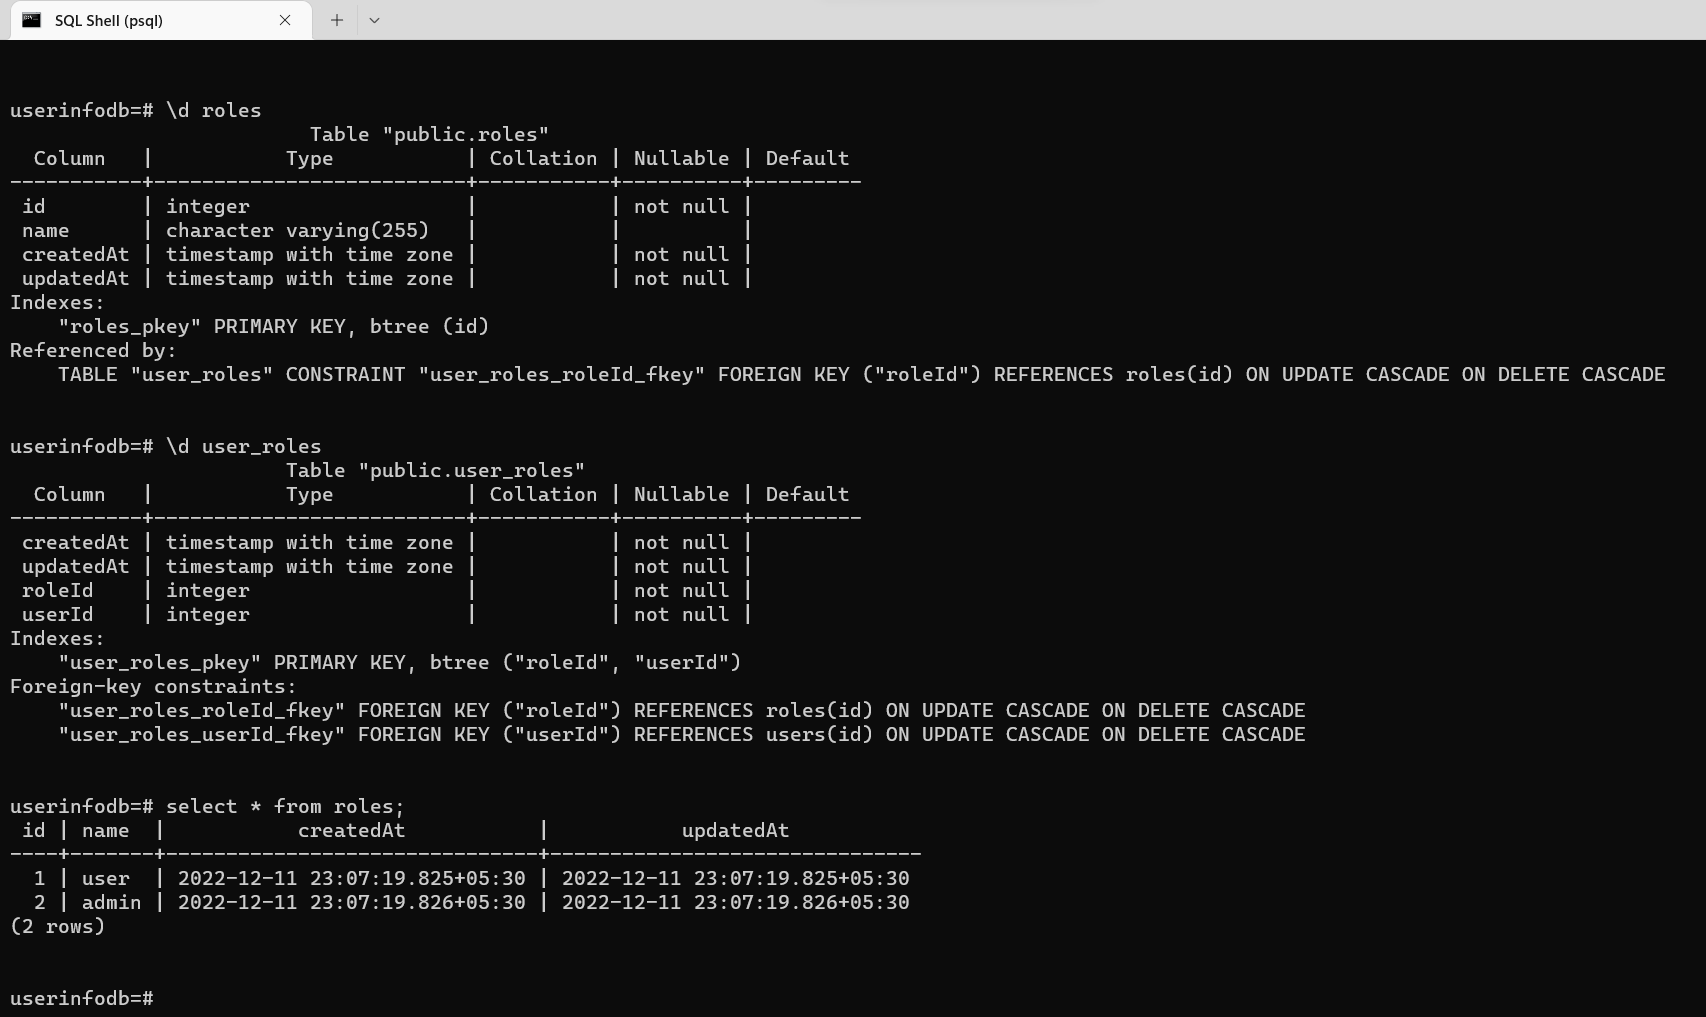 SQL Shell (psql)
userinfodb=# \d roles
                         Table "public.roles"
  Column   |           Type           | Collation | Nullable | Default
-----------+--------------------------+-----------+----------+---------
 id        | integer                  |           | not null |
 name      | character varying(255)   |           |          |
 createdAt | timestamp with time zone |           | not null |
 updatedAt | timestamp with time zone |           | not null |
Indexes:
    "roles_pkey" PRIMARY KEY, btree (id)
Referenced by:
    TABLE "user_roles" CONSTRAINT "user_roles_roleId_fkey" FOREIGN KEY ("roleId") REFERENCES roles(id) ON UPDATE CASCADE ON DELETE CASCADE
userinfodb=# \d user_roles
                       Table "public.user_roles"
  Column   |           Type           | Collation | Nullable | Default
-----------+--------------------------+-----------+----------+---------
 createdAt | timestamp with time zone |           | not null |
 updatedAt | timestamp with time zone |           | not null |
 roleId    | integer                  |           | not null |
 userId    | integer                  |           | not null |
Indexes:
    "user_roles_pkey" PRIMARY KEY, btree ("roleId", "userId")
Foreign-key constraints:
    "user_roles_roleId_fkey" FOREIGN KEY ("roleId") REFERENCES roles(id) ON UPDATE CASCADE ON DELETE CASCADE
    "user_roles_userId_fkey" FOREIGN KEY ("userId") REFERENCES users(id) ON UPDATE CASCADE ON DELETE CASCADE
userinfodb=# select * from roles;
 id | name  |           createdAt           |           updatedAt
----+-------+-------------------------------+-------------------------------
  1 | user  | 2022-12-11 23:07:19.825+05:30 | 2022-12-11 23:07:19.825+05:30
  2 | admin | 2022-12-11 23:07:19.826+05:30 | 2022-12-11 23:07:19.826+05:30
(2 rows)
userinfodb=#